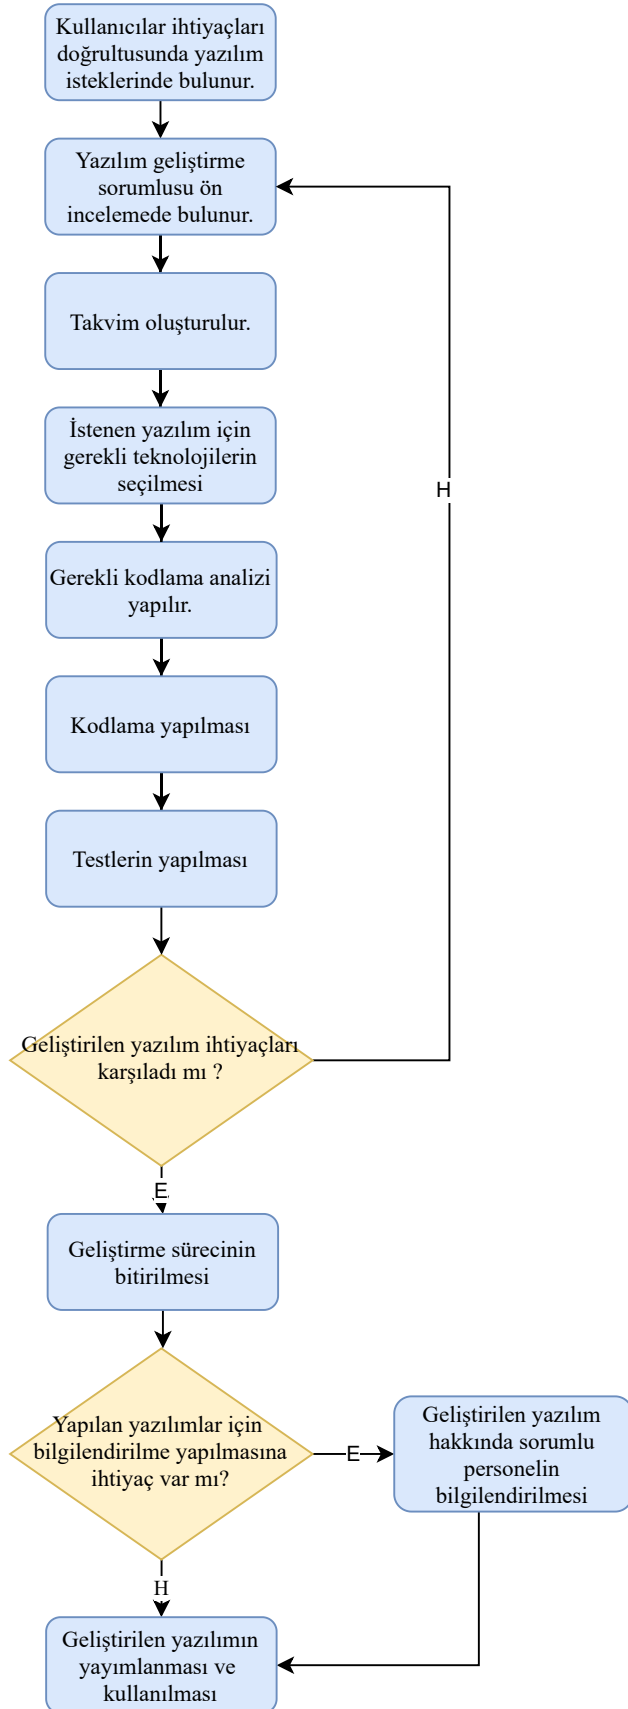 Kullanıcılar ihtiyaçları
doğrultusunda yazılım
isteklerinde bulunur.
Yazılım geliştirme
sorumlusu ön
incelemede bulunur.
Takvim oluşturulur.
İstenen yazılım için
gerekli teknolojilerin
seçilmesi
H
Gerekli kodlama analizi
yapılır.
Kodlama yapılması
Testlerin yapılması
Geliştirilen yazılım ihtiyaçları
karşıladı mı ?
E
Geliştirme sürecinin
bitirilmesi
Yapılan yazılımlar için
bilgilendirilme yapılmasına
ihtiyaç var mı?
E
Geliştirilen yazılım
hakkında sorumlu
personelin
bilgilendirilmesi
H
Geliştirilen yazılımın
yayımlanması ve
kullanılması